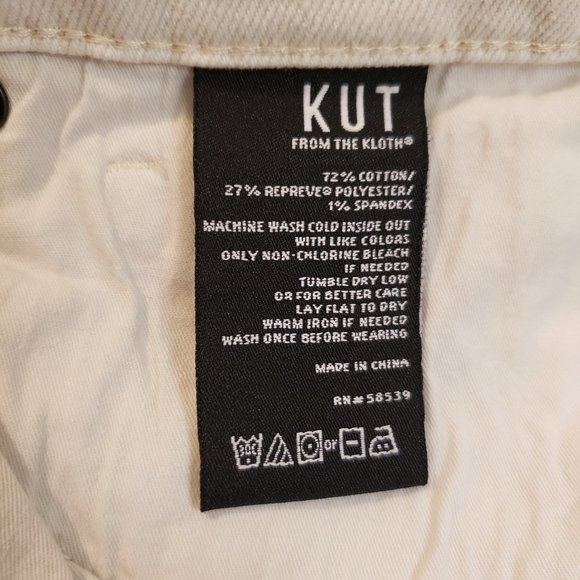 KUT
FROM THE KLOTH®
72% COTTON/
27% REPREVE® POLYESTER/
1% SPANDEX
MACHINE WASH COLD INSIDE OUT
WITH LIKE COLORS
ONLY NON-CHLORINE BLEACH
IF NEEDED
TUMBLE DRY LOW
OR FOR BETTER CARE
LAY FLAT TO DRY
WARM IRON IF NEEDED
WASH ONCE BEFORE WEARING
MADE IN CHINA
RN# 58539
30C or